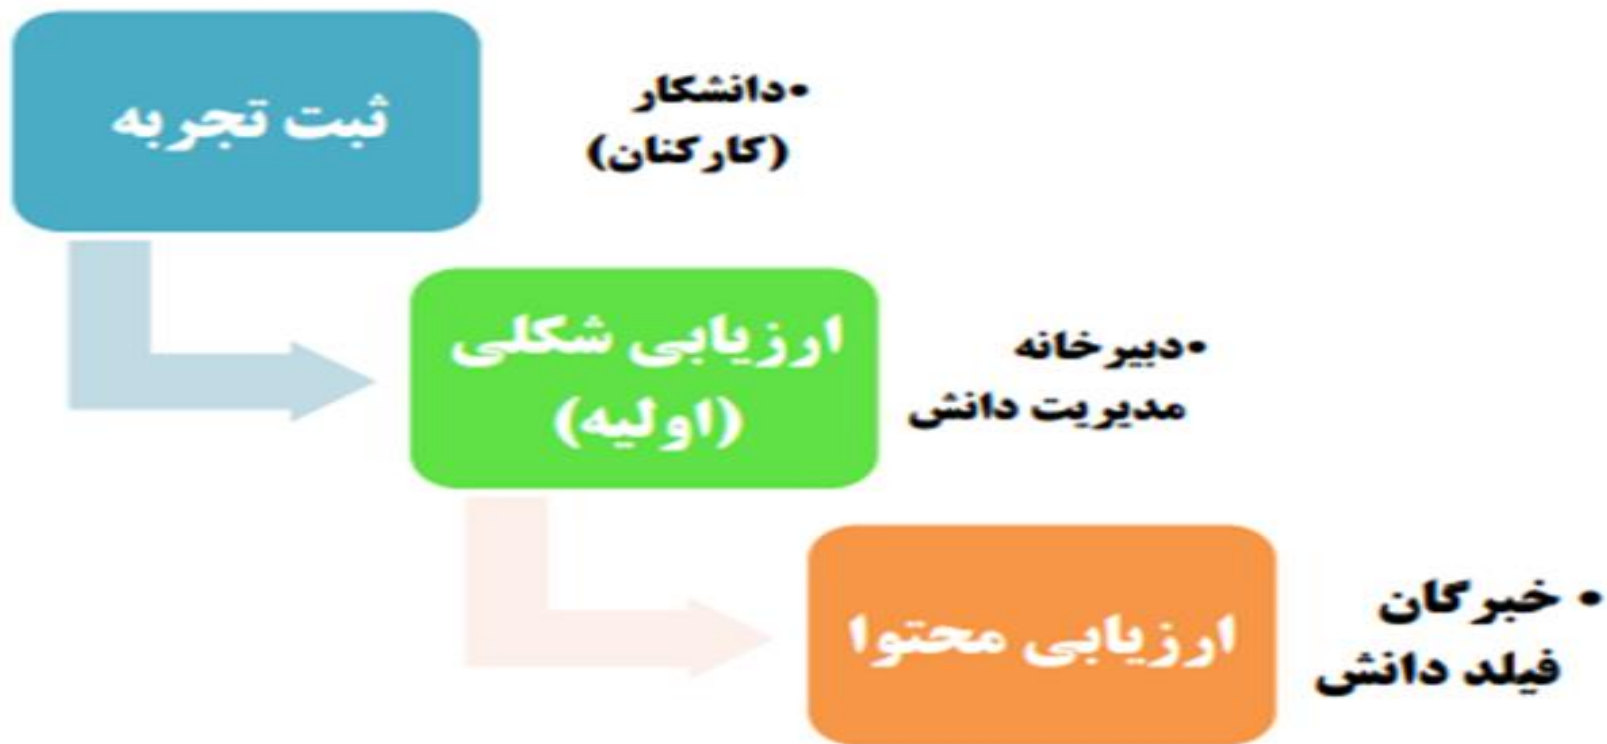 ثبت تجربه
•دانشکار
(کارکنان)
ارزیابی شکلی
(اولیه)
•دبیرخانه
مدیریت دانش
ارزیابی محتوا
• خبرگان
فیلد دانش